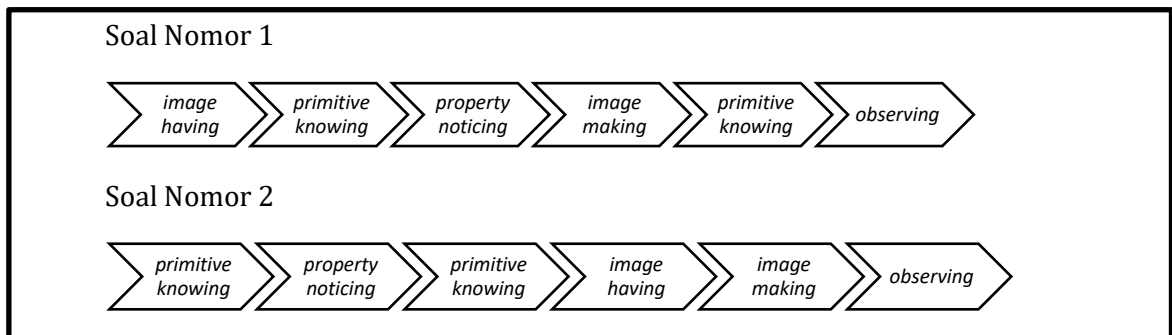 Soal Nomor 1
image having
primitive knowing
property noticing
image making
primitive knowing
observing
Soal Nomor 2
primitive knowing
property noticing
primitive knowing
image having
image making
observing